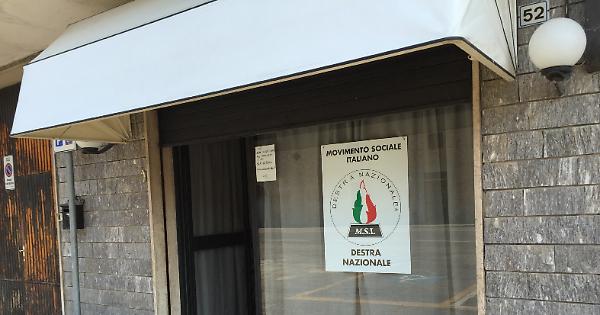 52
MOVIMENTO SOCIALE
ITALIANO
DESTRA NAZIONALE
M.S.I.
DESTRA
NAZIONALE